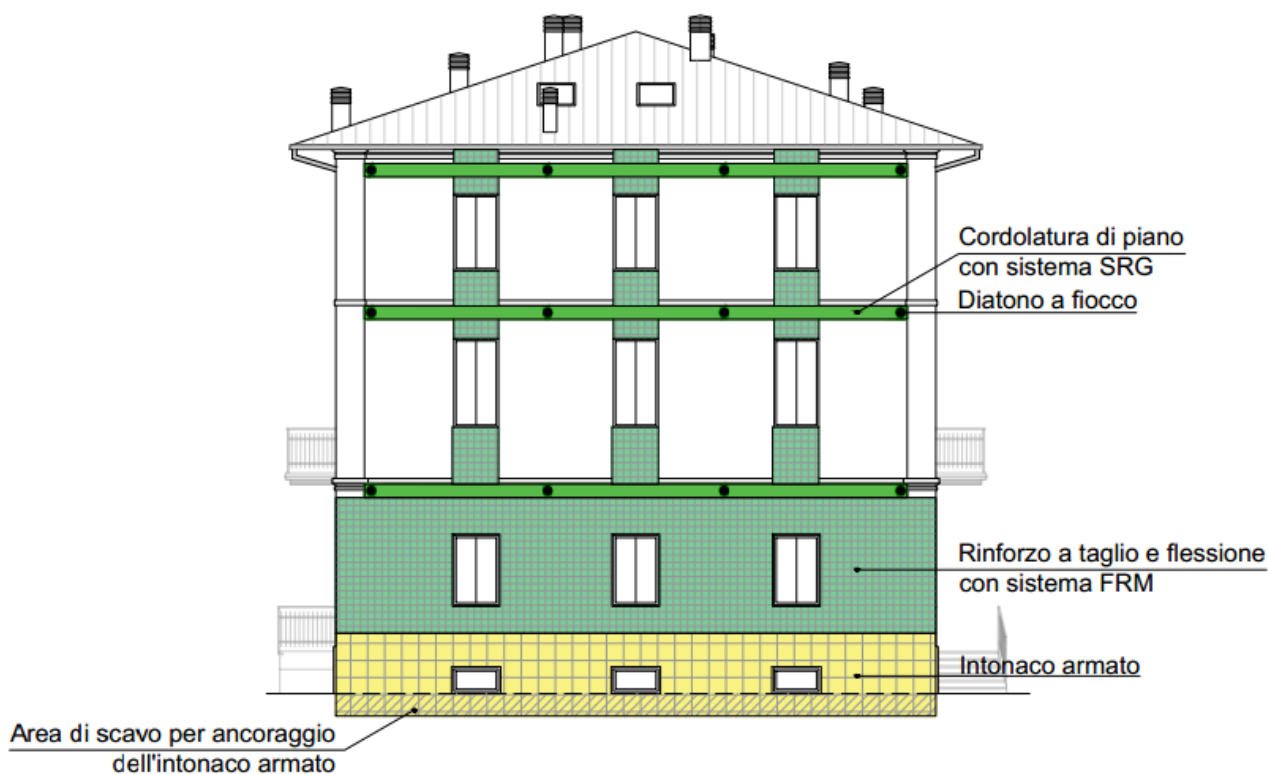 Cordolatura di piano
con sistema SRG
Diatono a fiocco
Rinforzo a taglio e flessione
con sistema FRM
Intonaco armato
Area di scavo per ancoraggio
dell'intonaco armato